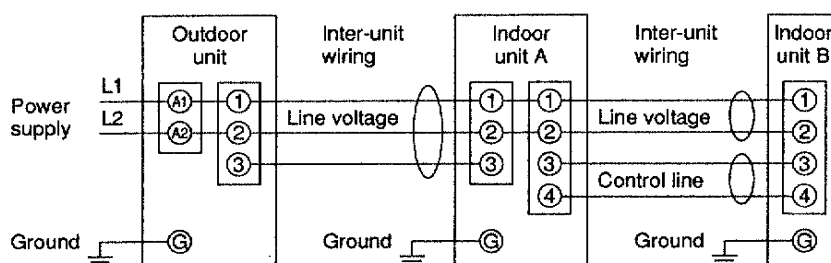 Outdoor unit
Inter-unit wiring
Indoor unit A
Inter-unit wiring
Indoor unit B
Power supply
L1
L2
A1
A2
1
2
3
Line voltage
1
2
3
1
2
3
4
Line voltage
Control line
1
2
3
4
Ground
G
Ground
G
Ground
G